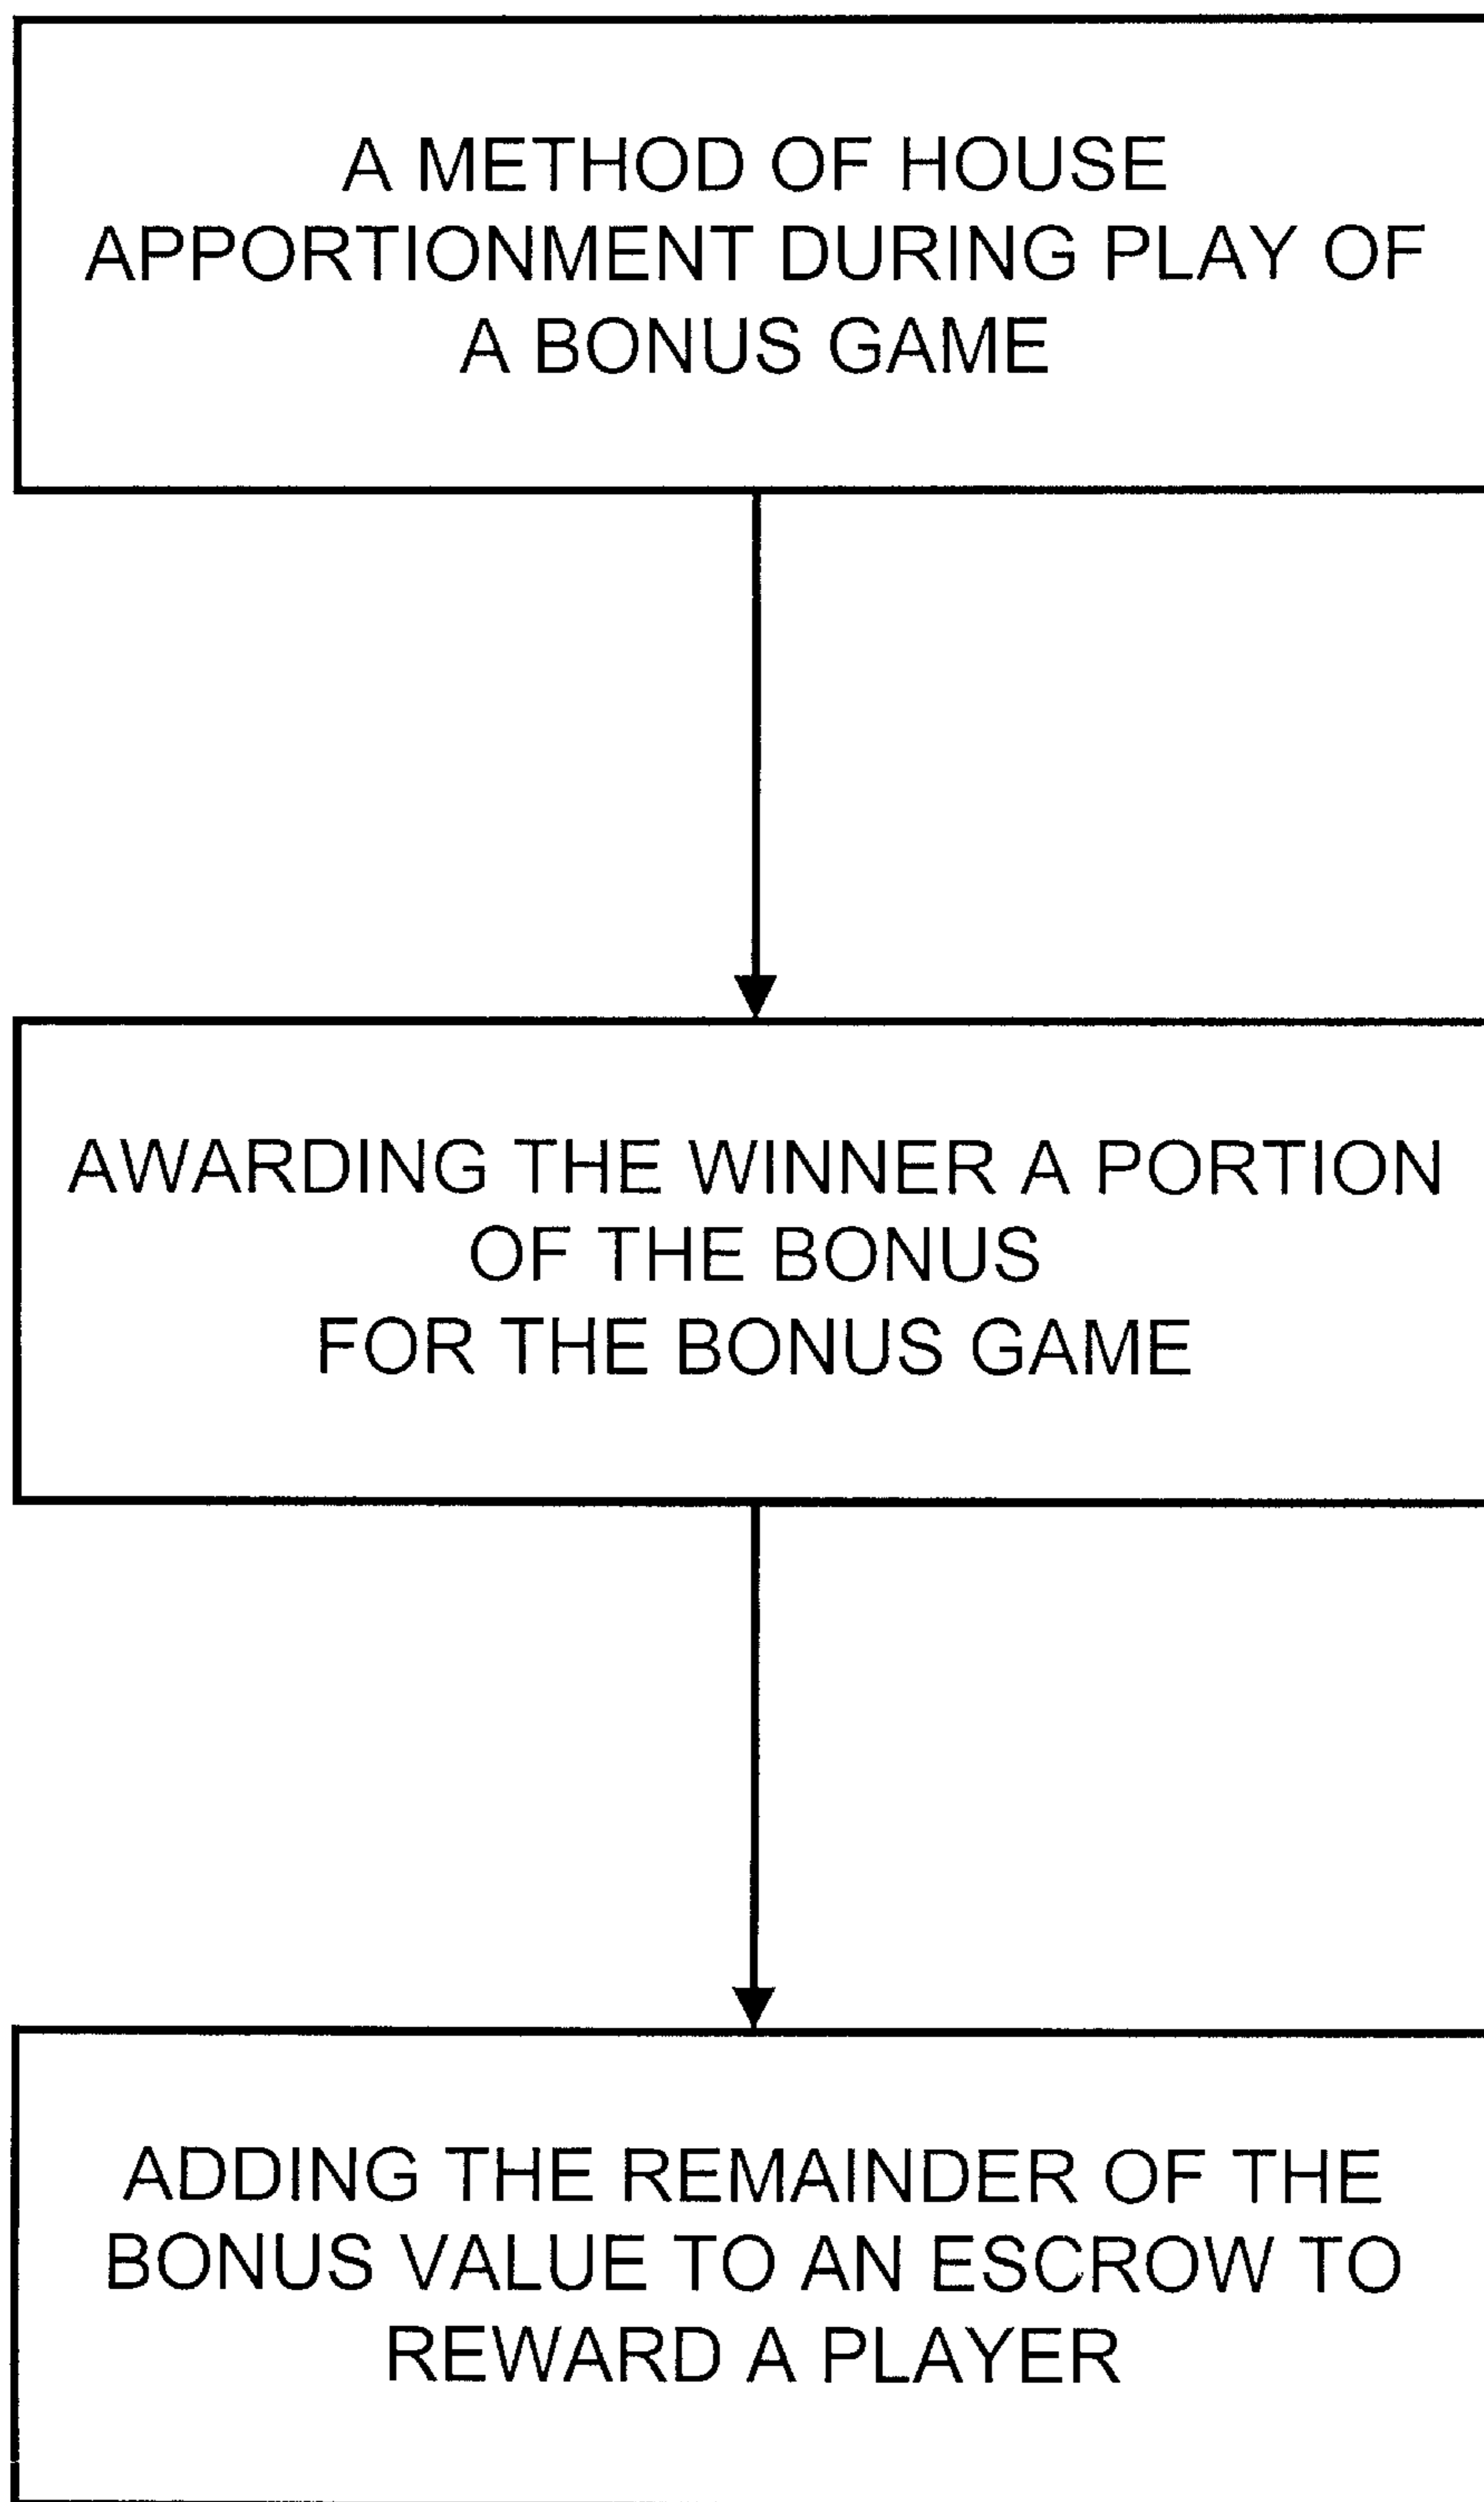 A METHOD OF HOUSE
APPORTIONMENT DURING PLAY OF
A BONUS GAME
AWARDING THE WINNER A PORTION
OF THE BONUS
FOR THE BONUS GAME
ADDING THE REMAINDER OF THE
BONUS VALUE TO AN ESCROW TO
REWARD A PLAYER